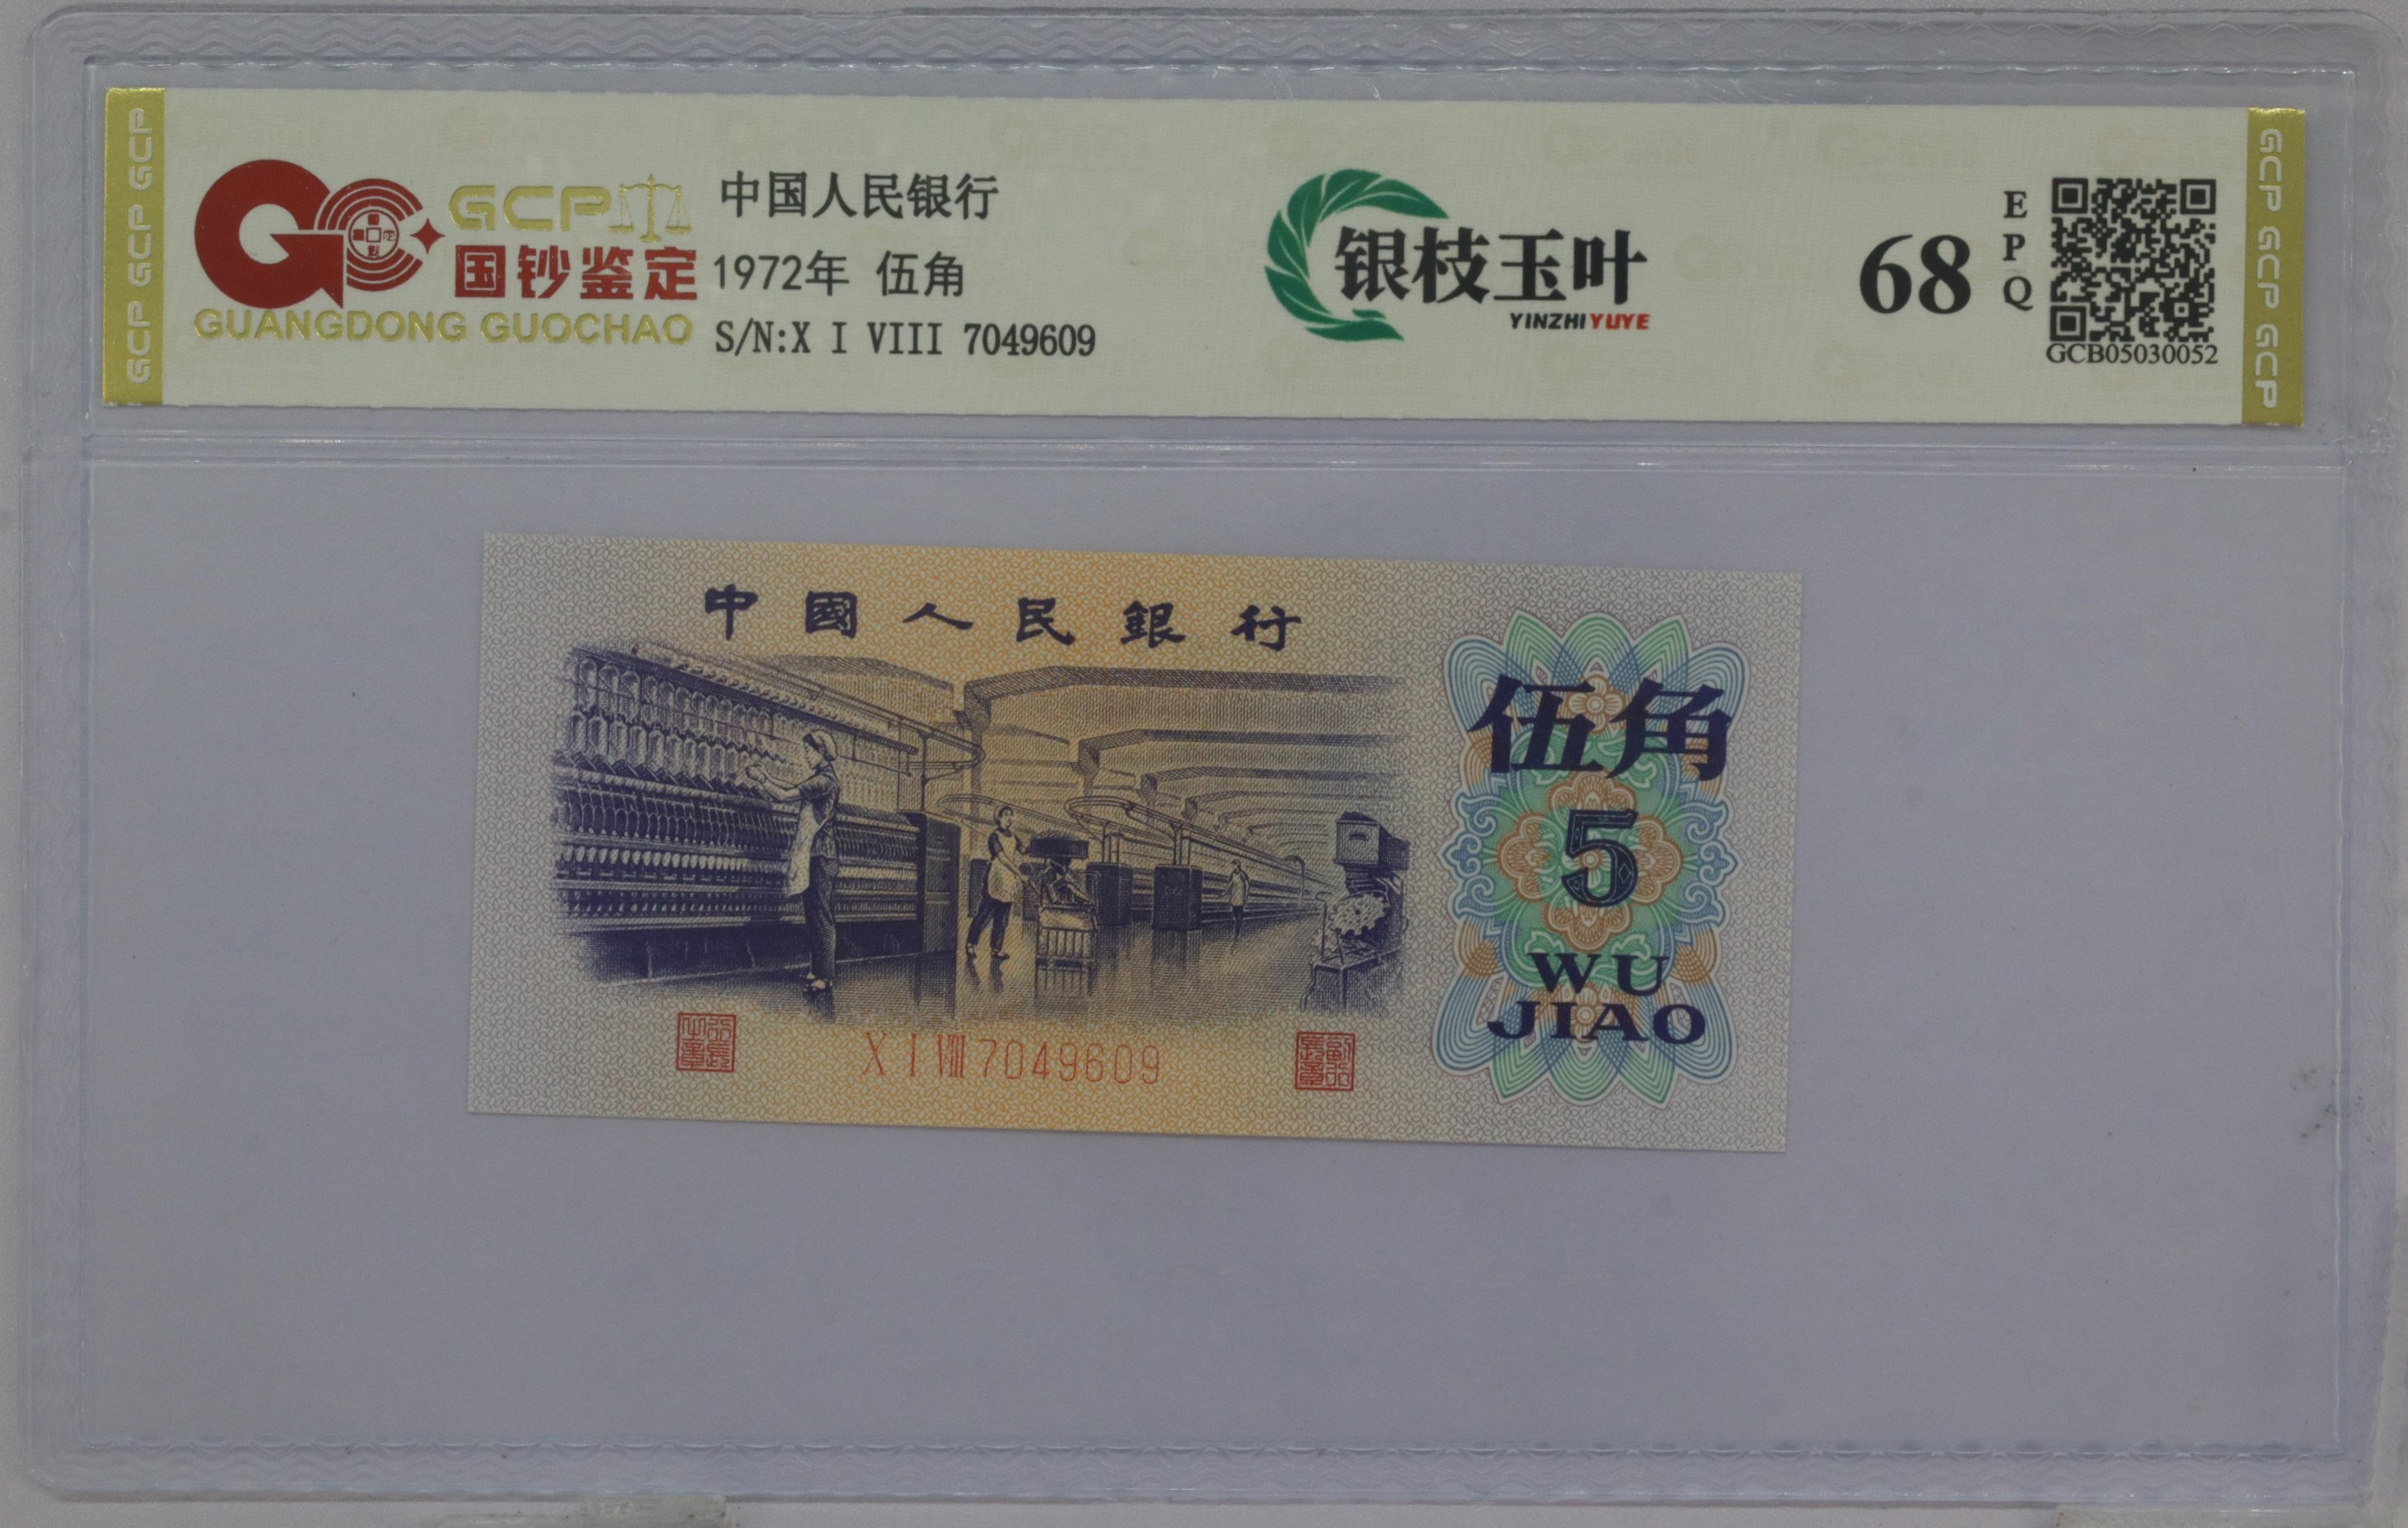 GCP GCP GCP
GCP
国钞鉴定
GUANGDONG GUOCHAO
中国人民银行
1972年 伍角
S/N:X I VIII 7049609
银枝玉叶
YINZHIYUYE
68
EPQ
GCB05030052
GCP GCP GCP
中國人民銀行
伍角
5
WU
JIAO
X I VIII 7049609